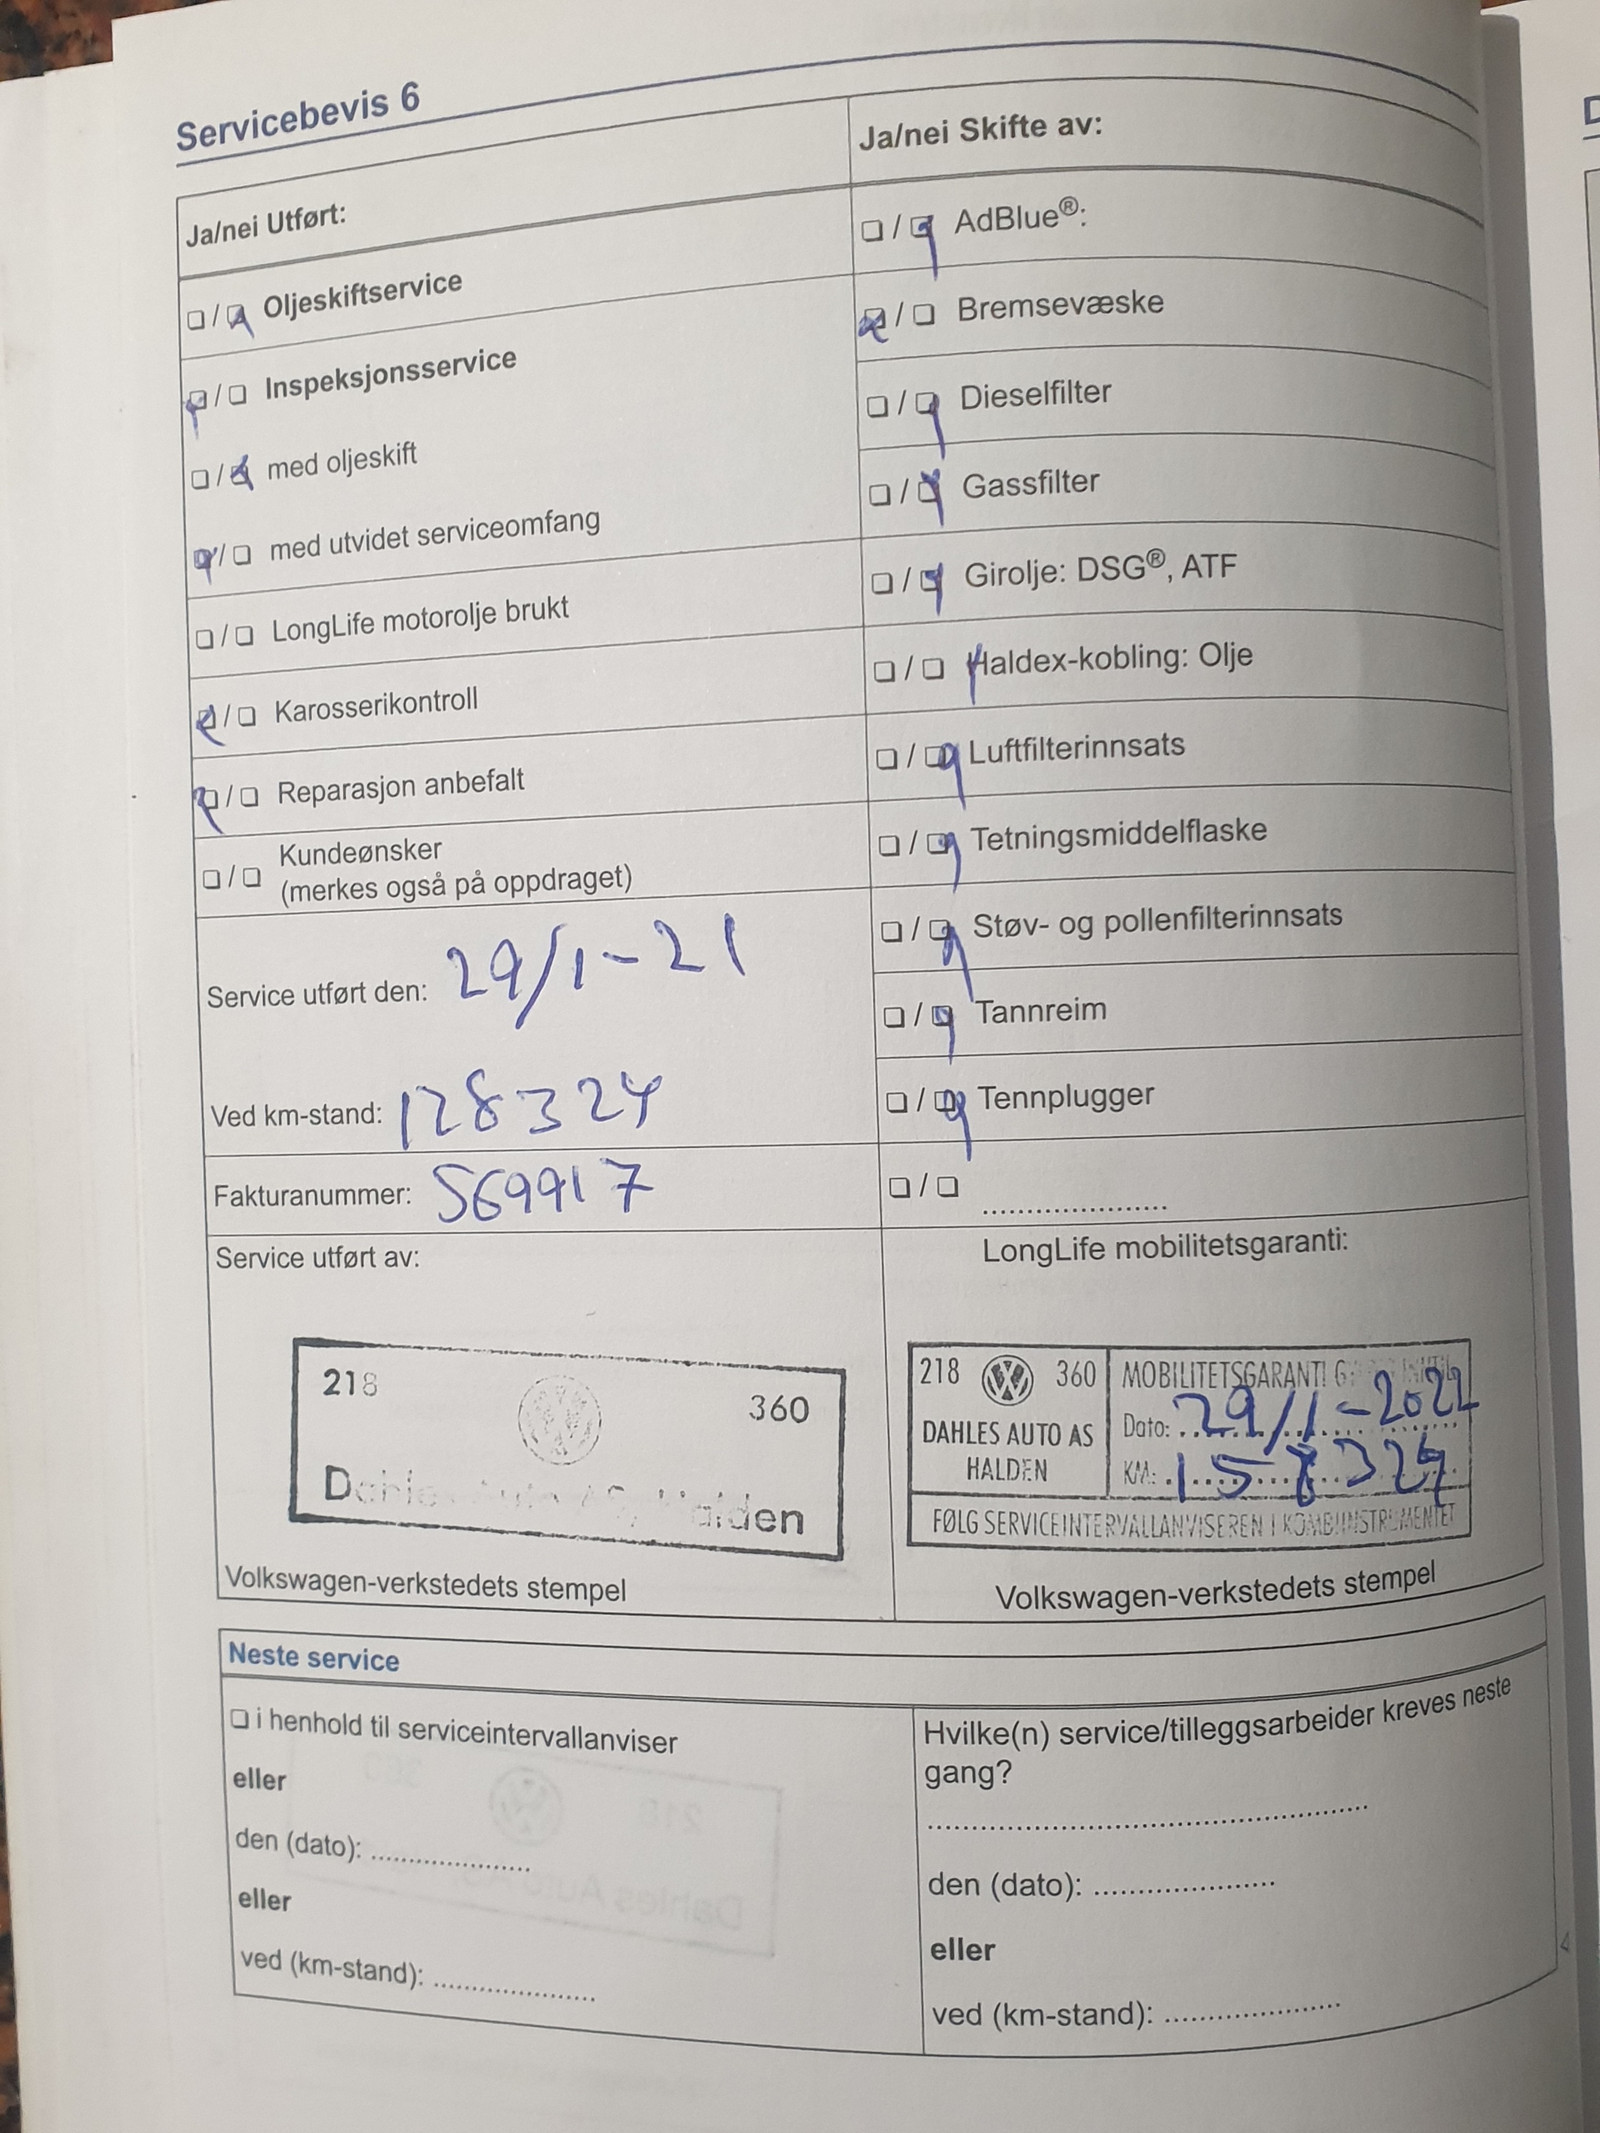 Servicebevis 6
Ja/nei Utført:
☐/☒ Oljeskiftservice
☒/☐ Inspeksjonsservice
☐/☒ med oljeskift
☒/☐ med utvidet serviceomfang
☐/☐ LongLife motorolje brukt
☒/☐ Karosserikontroll
☒/☐ Reparasjon anbefalt
☐/☐ Kundeønsker
(merkes også på oppdraget)
Service utført den: 29/1-21
Ved km-stand: 128324
Fakturanummer: 569917
Service utført av:
218 360
Dahles Auto AS, Halden
Volkswagen-verkstedets stempel
Ja/nei Skifte av:
☐/☒ AdBlue®:
☒/☐ Bremsevæske
☐/☒ Dieselfilter
☐/☒ Gassfilter
☐/☒ Girolje: DSG®, ATF
☐/☐ Haldex-kobling: Olje
☐/☒ Luftfilterinnsats
☐/☒ Tetningsmiddelflaske
☐/☒ Støv- og pollenfilterinnsats
☐/☒ Tannreim
☐/☒ Tennplugger
☐/☐ ......................
LongLife mobilitetsgaranti:
218 360
DAHLES AUTO AS
HALDEN
MOBILITETSGARANTI
Dato: 29/1-2022
KM: 158324
FØLG SERVICEINTERVALLANVISEREN I KOMBIINSTRUMENTET
Volkswagen-verkstedets stempel
Neste service
☐ i henhold til serviceintervallanviser
eller
den (dato): ......................
eller
ved (km-stand): ......................
Hvilke(n) service/tilleggsarbeider kreves neste
gang?
............................................................
den (dato): .........................
eller
ved (km-stand): ........................